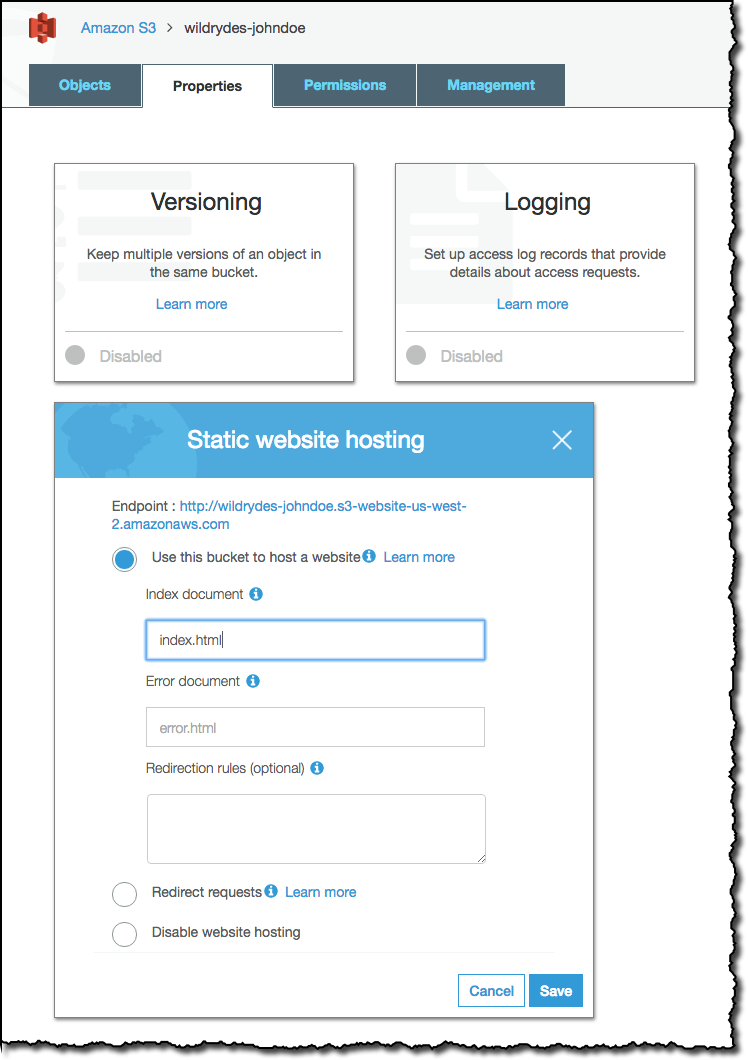 Amazon S3 > wildrydes-johndoe
Objects Properties Permissions Management
Versioning
Keep multiple versions of an object in
the same bucket.
Learn more
Disabled
Logging
Set up access log records that provide
details about access requests.
Learn more
Disabled
Static website hosting
Endpoint : http://wildrydes-johndoe.s3-website-us-west-
2.amazonaws.com
Use this bucket to host a website Learn more
Index document
index.html
Error document
error.html
Redirection rules (optional)
Redirect requests Learn more
Disable website hosting
Cancel Save